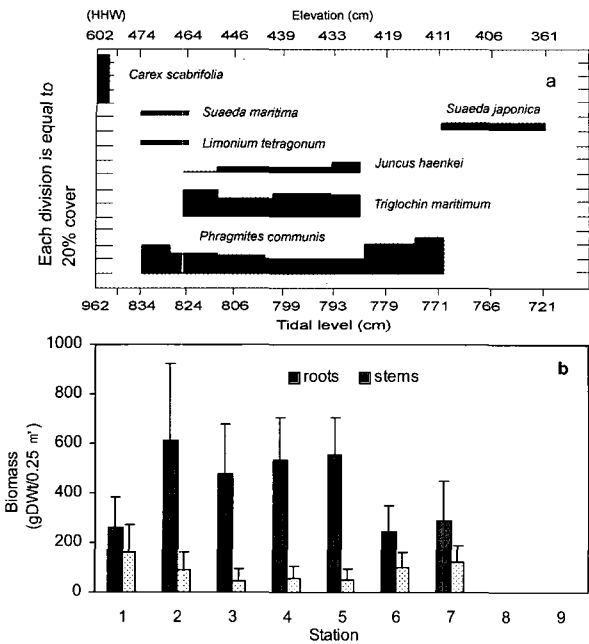 (HHW) Elevation (cm)
602 474 464 446 439 433 419 411 406 361
Carex scabrifolia
a
Suaeda maritima
Suaeda japonica
Limonium tetragonum
Juncus haenkei
Triglochin maritimum
Phragmites communis
Each division is equal to
20% cover
962 834 824 806 799 793 779 771 766 721
Tidal level (cm)
b
roots stems
1000
800
600
400
200
0
Biomass
(gDWt/0.25 ㎡)
1 2 3 4 5 6 7 8 9
Station